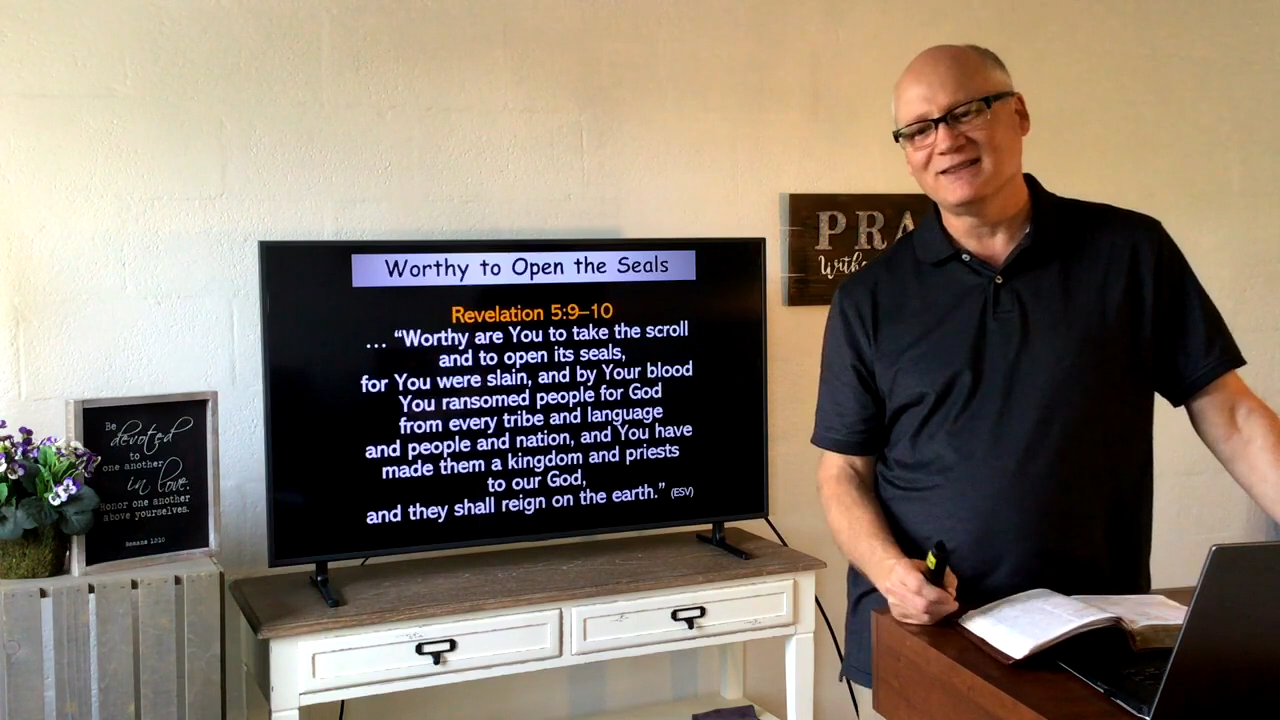 Worthy to Open the Seals
Revelation 5:9–10
… “Worthy are You to take the scroll
and to open its seals,
for You were slain, and by Your blood
You ransomed people for God
from every tribe and language
and people and nation, and You have
made them a kingdom and priests
to our God,
and they shall reign on the earth.” (ESV)
PRA
With
Be
devoted
to
one another
in love.
Honor one another
above yourselves.
Romans 12:10